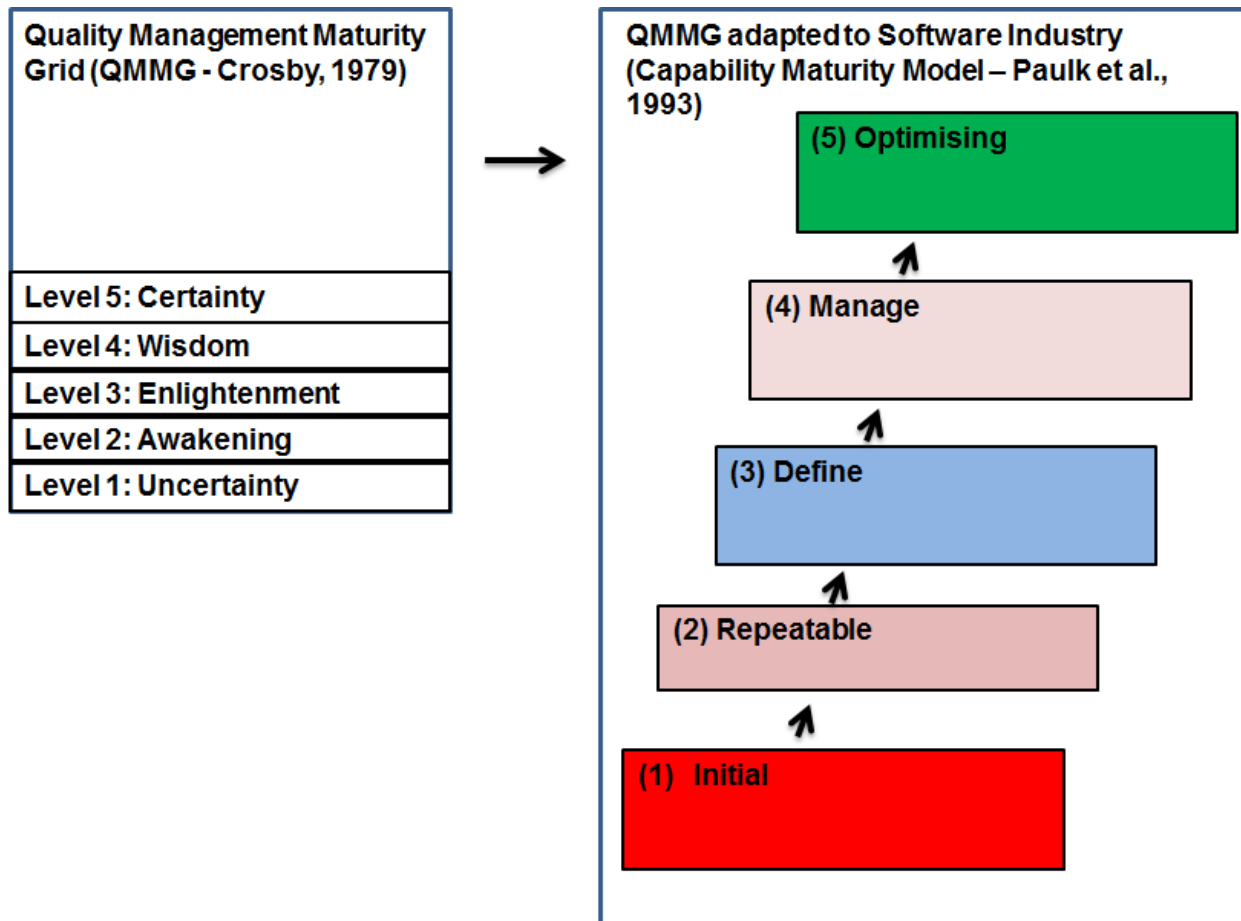 Quality Management Maturity
Grid (QMMG - Crosby, 1979)
Level 5: Certainty
Level 4: Wisdom
Level 3: Enlightenment
Level 2: Awakening
Level 1: Uncertainty
QMMG adapted to Software Industry
(Capability Maturity Model – Paulk et al.,
1993)
(5) Optimising
(4) Manage
(3) Define
(2) Repeatable
(1) Initial